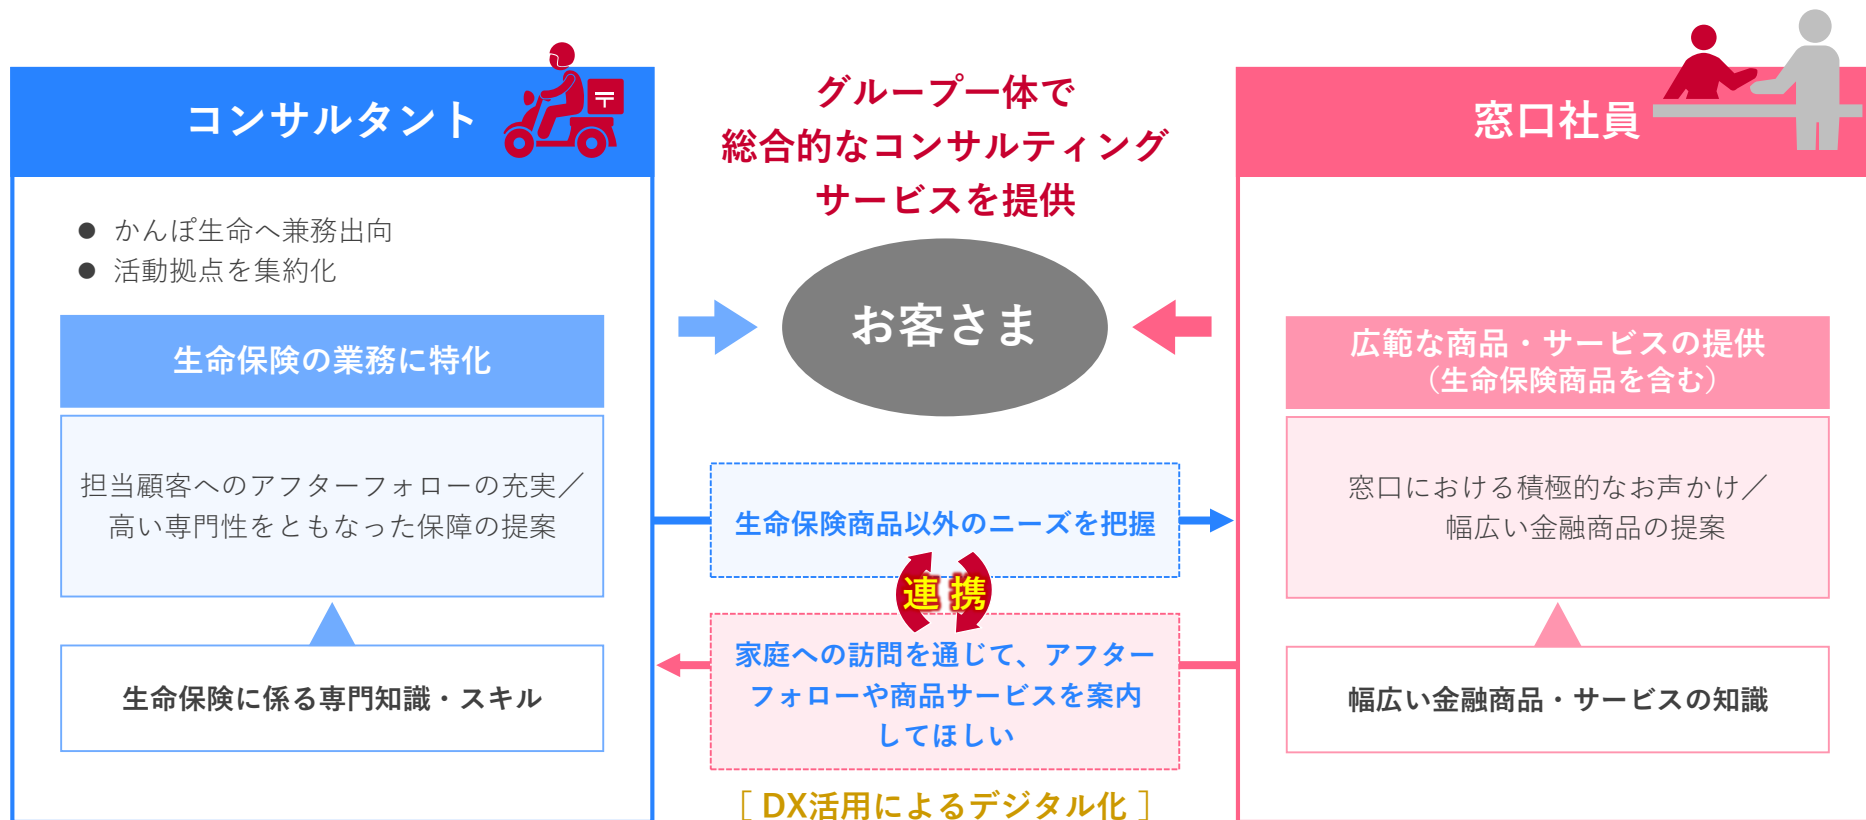 コンサルタント
● かんぽ生命へ兼務出向
● 活動拠点を集約化
生命保険の業務に特化
担当顧客へのアフターフォローの充実／
高い専門性をともなった保障の提案
生命保険に係る専門知識・スキル
グループ一体で
総合的なコンサルティング
サービスを提供
お客さま
生命保険商品以外のニーズを把握
連携
家庭への訪問を通じて、アフター
フォローや商品サービスを案内
してほしい
［ DX活用によるデジタル化 ］
窓口社員
広範な商品・サービスの提供
（生命保険商品を含む）
窓口における積極的なお声かけ／
幅広い金融商品の提案
幅広い金融商品・サービスの知識